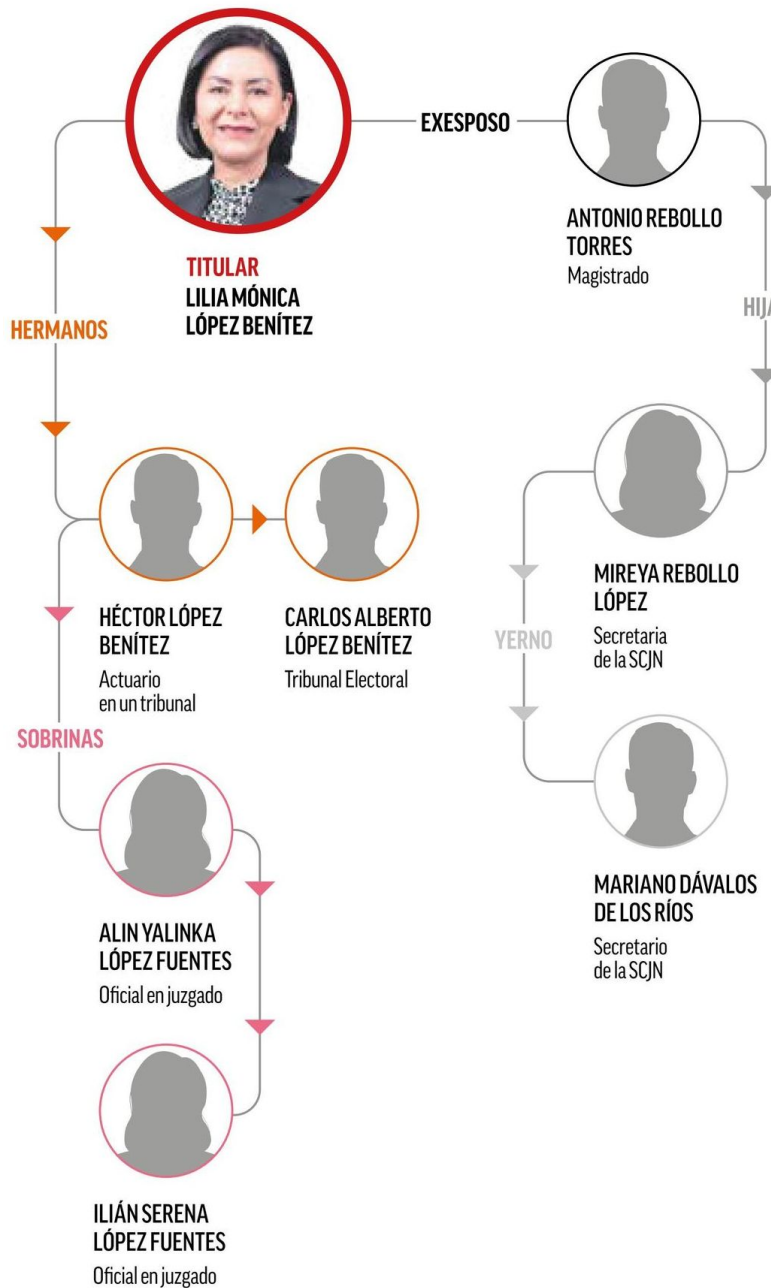 EXESPOSO
TITULAR
LILIA MÓNICA
LÓPEZ BENÍTEZ
ANTONIO REBOLLO
TORRES
Magistrado
HERMANOS
HIJA
HÉCTOR LÓPEZ
BENÍTEZ
Actuario
en un tribunal
CARLOS ALBERTO
LÓPEZ BENÍTEZ
Tribunal Electoral
MIREYA REBOLLO
LÓPEZ
Secretaria
de la SCJN
YERNO
SOBRINAS
ALIN YALINKA
LÓPEZ FUENTES
Oficial en juzgado
MARIANO DÁVALOS
DE LOS RÍOS
Secretario
de la SCJN
ILIÁN SERENA
LÓPEZ FUENTES
Oficial en juzgado